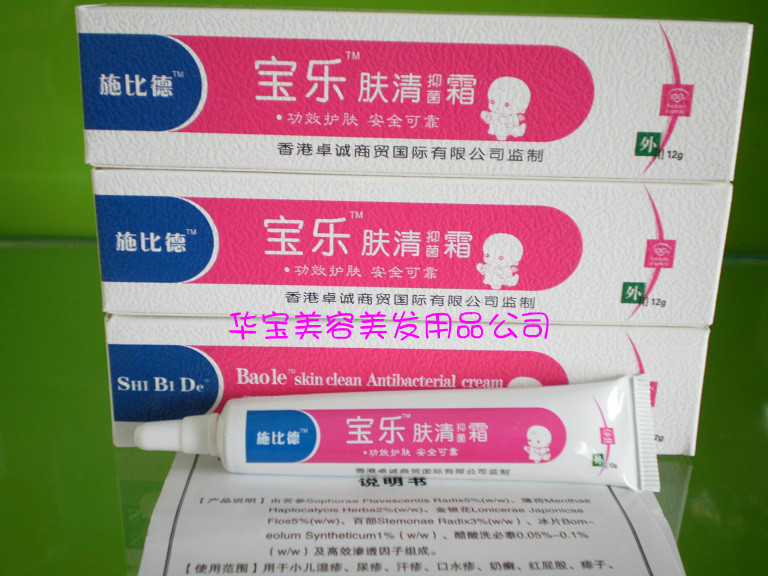 施比德™
宝乐™ 肤清抑菌霜
·功效护肤 安全可靠
香港卓诚商贸国际有限公司监制
外用 12g
施比德™
宝乐™ 肤清抑菌霜
·功效护肤 安全可靠
香港卓诚商贸国际有限公司监制
外用 12g
华宝美容美发用品公司
SHI BI DE
Baole™ skin clean Antibacterial cream
12g
施比德™
宝乐™ 肤清抑菌霜
·功效护肤 安全可靠
香港卓诚商贸国际有限公司监制
说明书
【产品说明】由苦参Sophorae Flavescentis Radix5%(w/w)、薄荷Menthae
Haplocalycis Herba2%(w/w)、金银花Lonicerae Japonicae
Flos5%(w/w)、百部Stemonae Radix3%(w/w)、冰片Bom-
eolum Syntheticum1%(w/w)、醋酸洗必泰0.05%-0.1%
(w/w)及高效渗透因子组成。
【使用范围】用于小儿湿疹、尿疹、汗疹、口水疹、奶癣、红屁股、痱子、